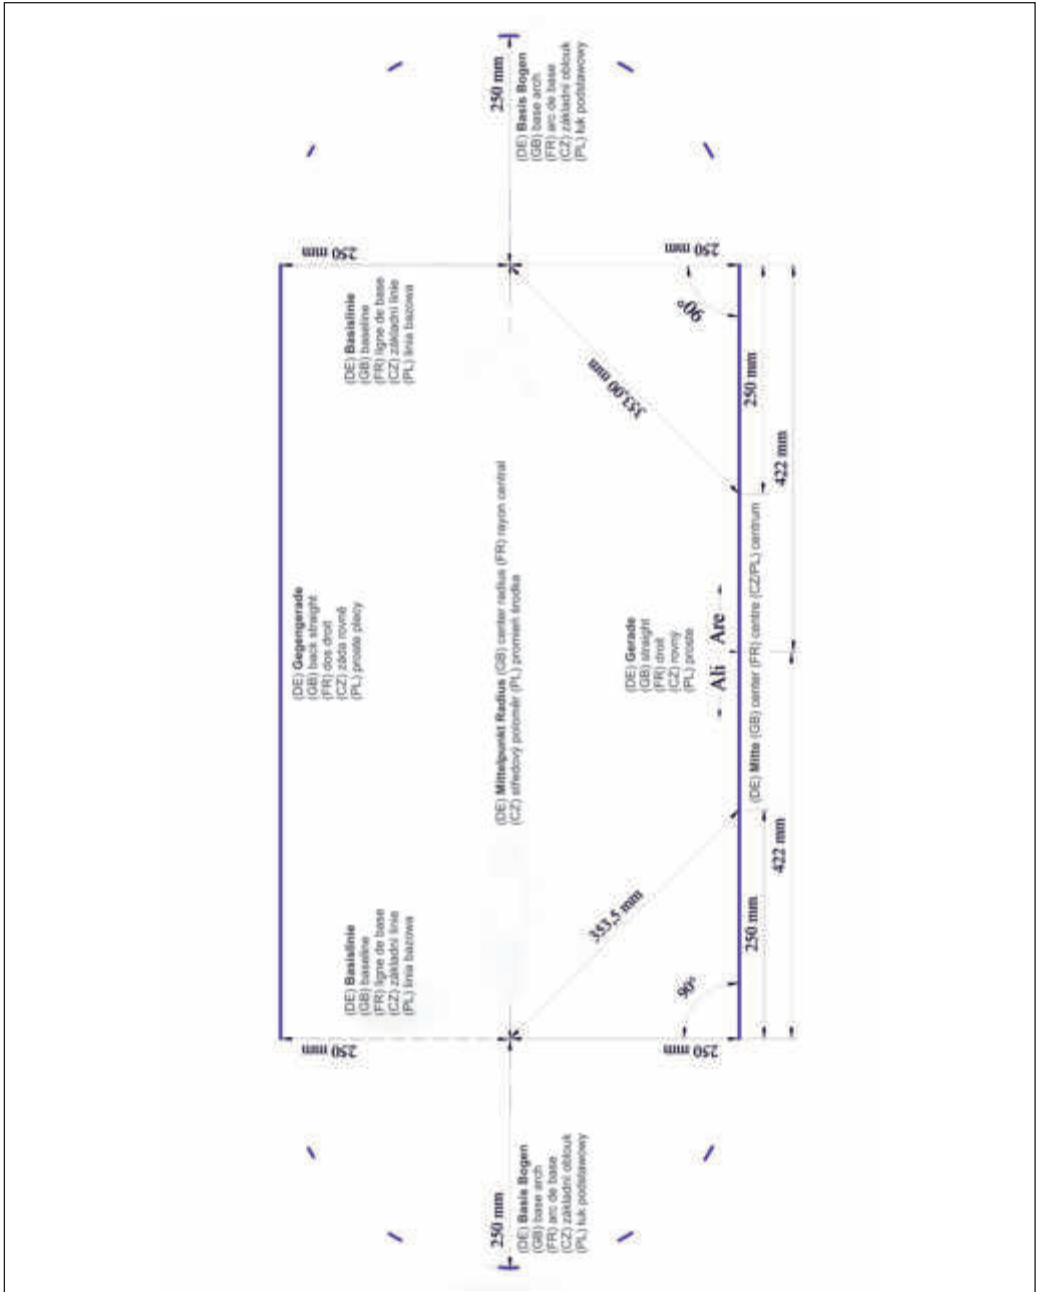 (DE) Gegengerade
(GB) back straight
(FR) dos droit
(CZ) záda rovně
(PL) proste plecy
250 mm
250 mm
(DE) Basislinie
(GB) baseline
(FR) ligne de base
(CZ) základní linie
(PL) linia bazowa
(DE) Basislinie
(GB) baseline
(FR) ligne de base
(CZ) základní linie
(PL) linia bazowa
250 mm
(DE) Basis Bogen
(GB) base arch
(FR) arc de base
(CZ) základní oblouk
(PL) łuk podstawowy
(DE) Mittelpunkt Radius (GB) center radius (FR) rayon central
(CZ) středový poloměr (PL) promień środka
250 mm
(DE) Basis Bogen
(GB) base arch
(FR) arc de base
(CZ) základní oblouk
(PL) łuk podstawowy
353,5 mm
353,00 mm
(DE) Gerade
(GB) straight
(FR) droit
(CZ) rovný
(PL) proste
250 mm
90°
Ali Are
90°
250 mm
250 mm
(DE) Mitte (GB) center (FR) centre (CZ/PL) centrum
250 mm
422 mm
422 mm